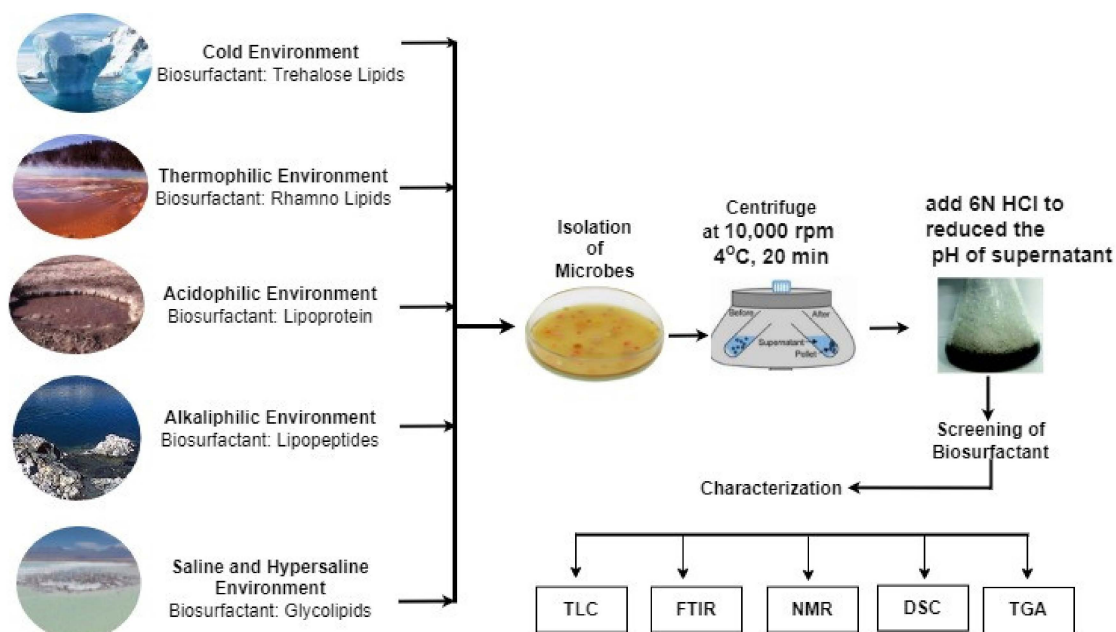 Cold Environment
Biosurfactant: Trehalose Lipids
Thermophilic Environment
Biosurfactant: Rhamno Lipids
Acidophilic Environment
Biosurfactant: Lipoprotein
Alkaliphilic Environment
Biosurfactant: Lipopeptides
Saline and Hypersaline
Environment
Biosurfactant: Glycolipids
Isolation
of
Microbes
Centrifuge
at 10,000 rpm
4°C, 20 min
Before
After
Supernatant
Pellet
add 6N HCl to
reduced the
pH of supernatant
Screening of
Biosurfactant
Characterization
TLC
FTIR
NMR
DSC
TGA